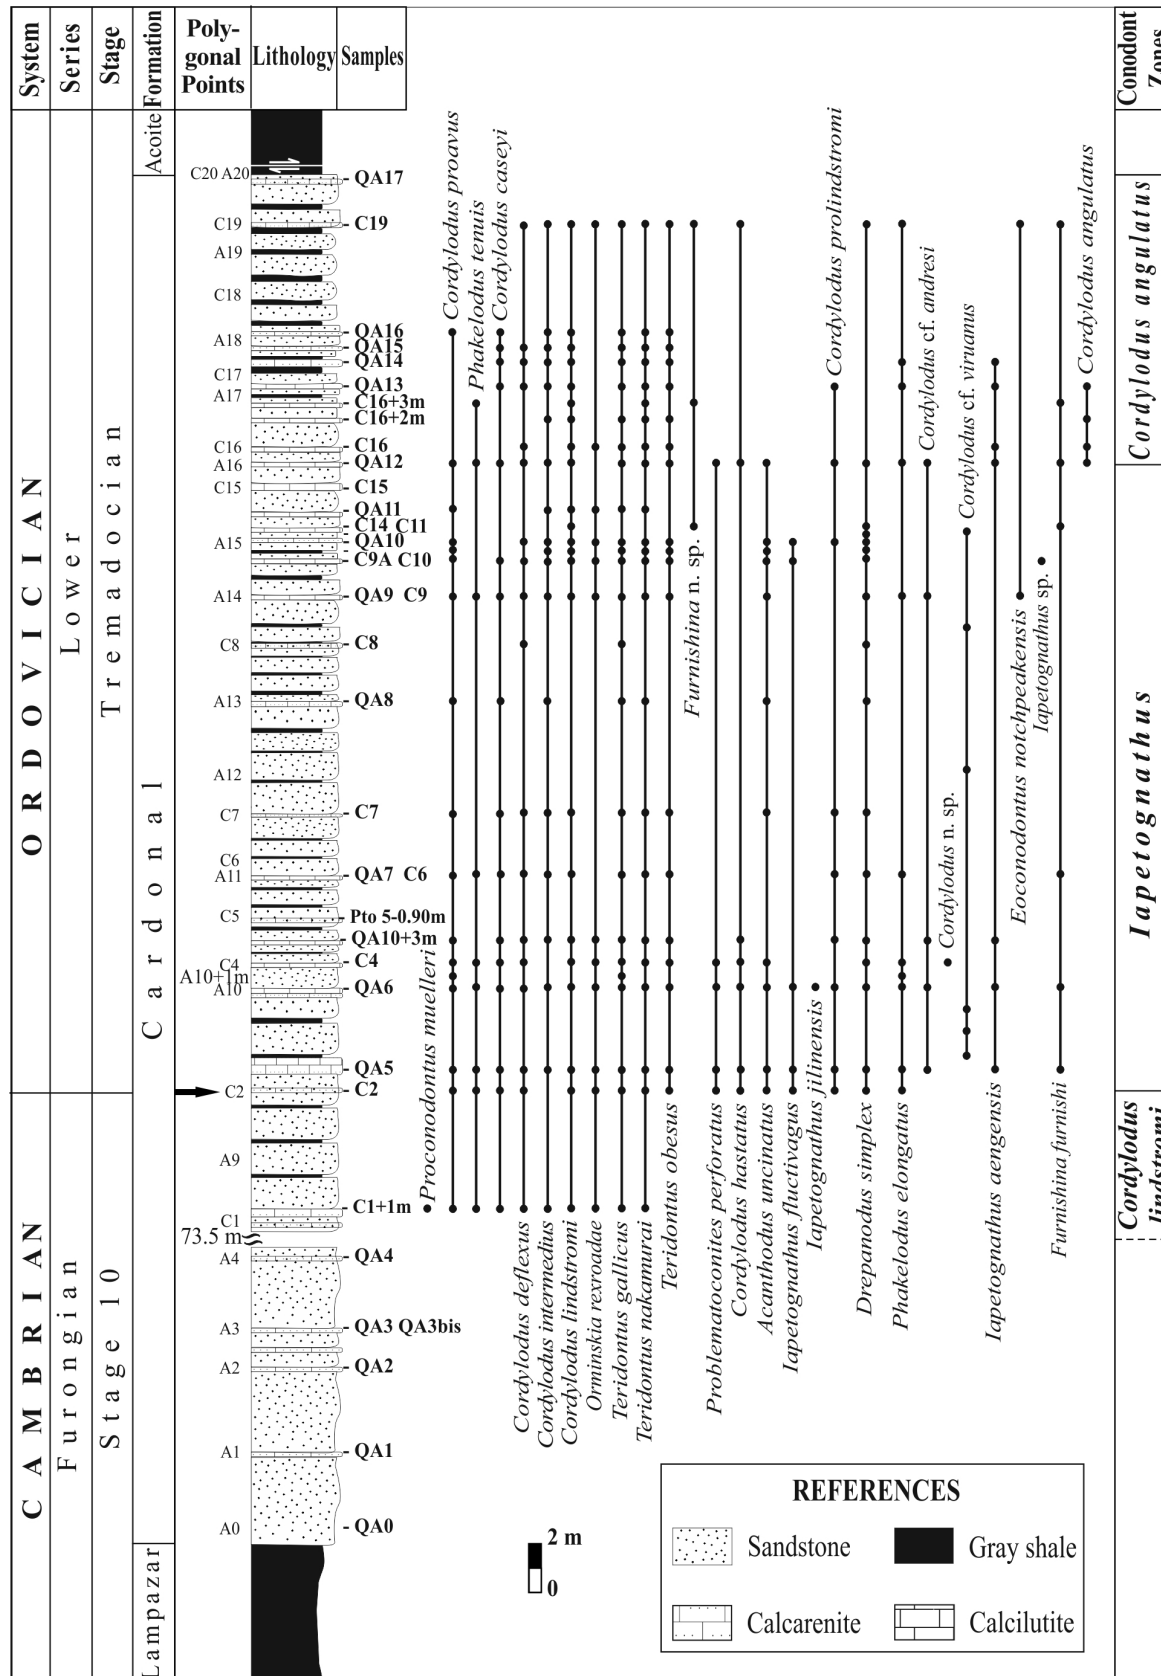 System
Series
Stage
Formation
Poly-
gonal
Points
Lithology
Samples
Conodont
Zones
ORDOVICIAN
CAMBRIAN
Lower
Furongian
Tremadocian
Stage 10
Acoite
Cardonal
Lampazar
C20 A20
C19
A19
C18
A18
C17
A17
C16
A16
C15
A15
A14
C8
A13
A12
C7
C6
A11
C5
C4
A10+1m
A10
C2
A9
C1
73.5 m
A4
A3
A2
A1
A0
QA17
C19
QA16
QA15
QA14
QA13
C16+3m
C16+2m
C16
QA12
C15
QA11
C14 C11
QA10
C9A C10
QA9 C9
C8
QA8
C7
QA7 C6
Pto 5-0.90m
QA10+3m
C4
QA6
QA5
C2
C1+1m
QA4
QA3 QA3bis
QA2
QA1
QA0
Proconodontus muelleri
Cordylodus proavus
Phakelodus tenuis
Cordylodus caseyi
Cordylodus deflexus
Cordylodus intermedius
Cordylodus lindstromi
Orminskia rexroadae
Teridontus gallicus
Teridontus nakamurai
Teridontus obesus
Furnishina n. sp.
Problematoconites perforatus
Cordylodus hastatus
Acanthodus uncinatus
Iapetognathus fluctivagus
Iapetognathus jilinensis
Cordylodus prolindstromi
Drepanodus simplex
Phakelodus elongatus
Cordylodus cf. andresi
Cordylodus n. sp.
Cordylodus cf. viruanus
Iapetognathus aengensis
Eoconodontus notchpeakensis
Iapetognathus sp.
Furnishina furnishi
Cordylodus angulatus
Cordylodus angulatus
Iapetognathus
Cordylodus
lindstromi
2 m
0
REFERENCES
Sandstone
Gray shale
Calcarenite
Calcilutite